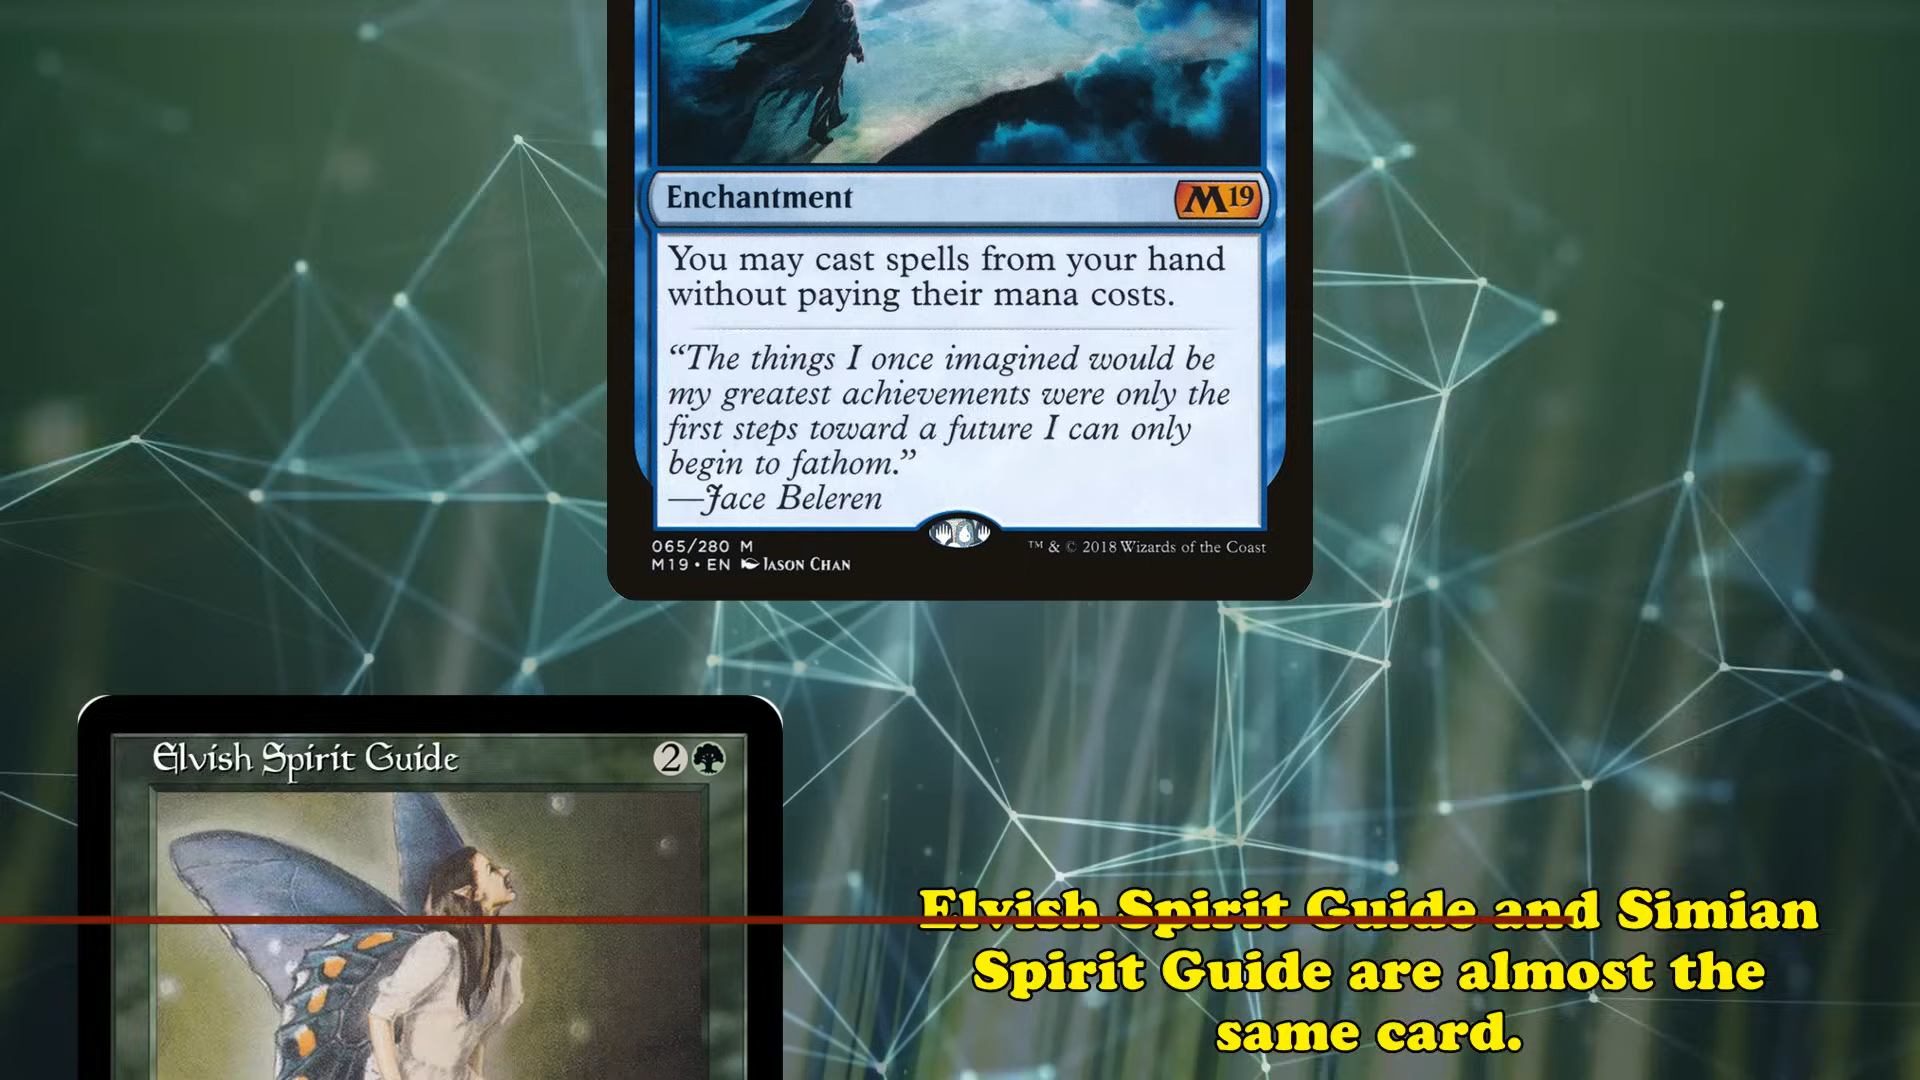 Enchantment
M19
You may cast spells from your hand
without paying their mana costs.
“The things I once imagined would be
my greatest achievements were only the
first steps toward a future I can only
begin to fathom.”
—Jace Beleren
065/280 M
M19 • EN Jason Chan
™ & © 2018 Wizards of the Coast
Elvish Spirit Guide 2
Elvish Spirit Guide and Simian
Spirit Guide are almost the
same card.